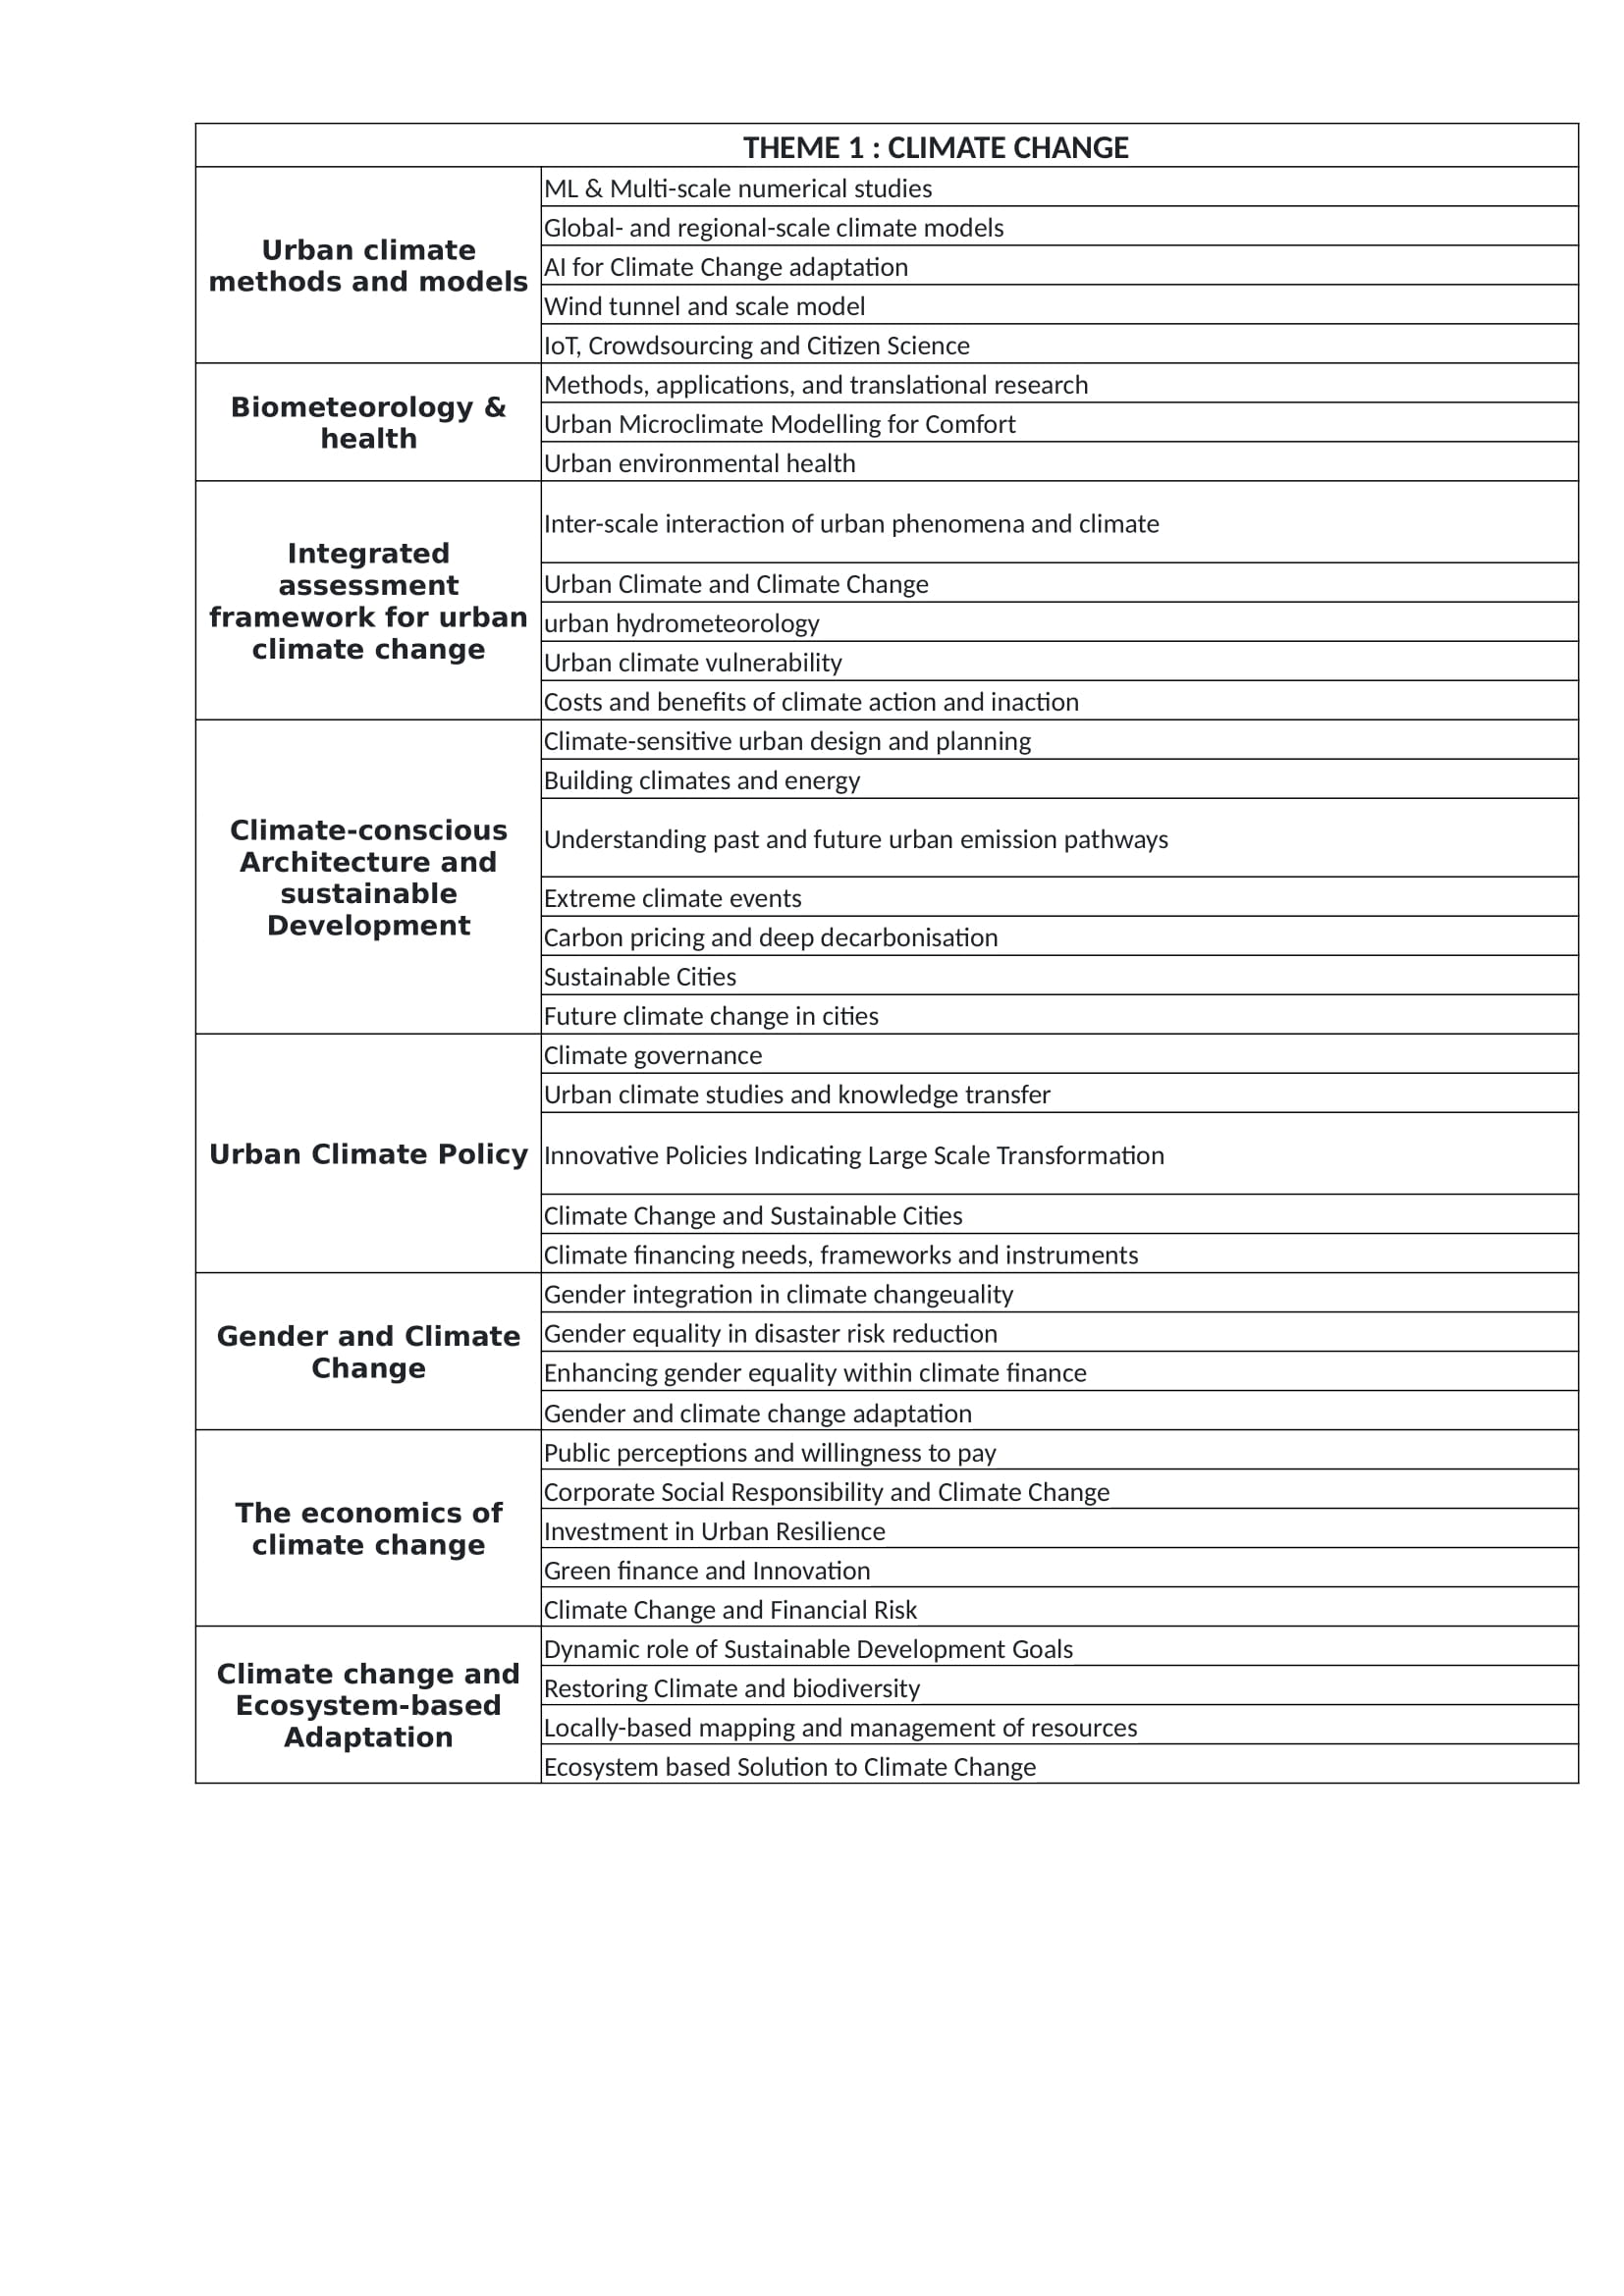 THEME 1 : CLIMATE CHANGE
Urban climate
methods and models
ML & Multi-scale numerical studies
Global- and regional-scale climate models
AI for Climate Change adaptation
Wind tunnel and scale model
IoT, Crowdsourcing and Citizen Science
Biometeorology &
health
Methods, applications, and translational research
Urban Microclimate Modelling for Comfort
Urban environmental health
Integrated
assessment
framework for urban
climate change
Inter-scale interaction of urban phenomena and climate
Urban Climate and Climate Change
urban hydrometeorology
Urban climate vulnerability
Costs and benefits of climate action and inaction
Climate-conscious
Architecture and
sustainable
Development
Climate-sensitive urban design and planning
Building climates and energy
Understanding past and future urban emission pathways
Extreme climate events
Carbon pricing and deep decarbonisation
Sustainable Cities
Future climate change in cities
Urban Climate Policy
Climate governance
Urban climate studies and knowledge transfer
Innovative Policies Indicating Large Scale Transformation
Climate Change and Sustainable Cities
Climate financing needs, frameworks and instruments
Gender and Climate
Change
Gender integration in climate changeuality
Gender equality in disaster risk reduction
Enhancing gender equality within climate finance
Gender and climate change adaptation
The economics of
climate change
Public perceptions and willingness to pay
Corporate Social Responsibility and Climate Change
Investment in Urban Resilience
Green finance and Innovation
Climate Change and Financial Risk
Climate change and
Ecosystem-based
Adaptation
Dynamic role of Sustainable Development Goals
Restoring Climate and biodiversity
Locally-based mapping and management of resources
Ecosystem based Solution to Climate Change